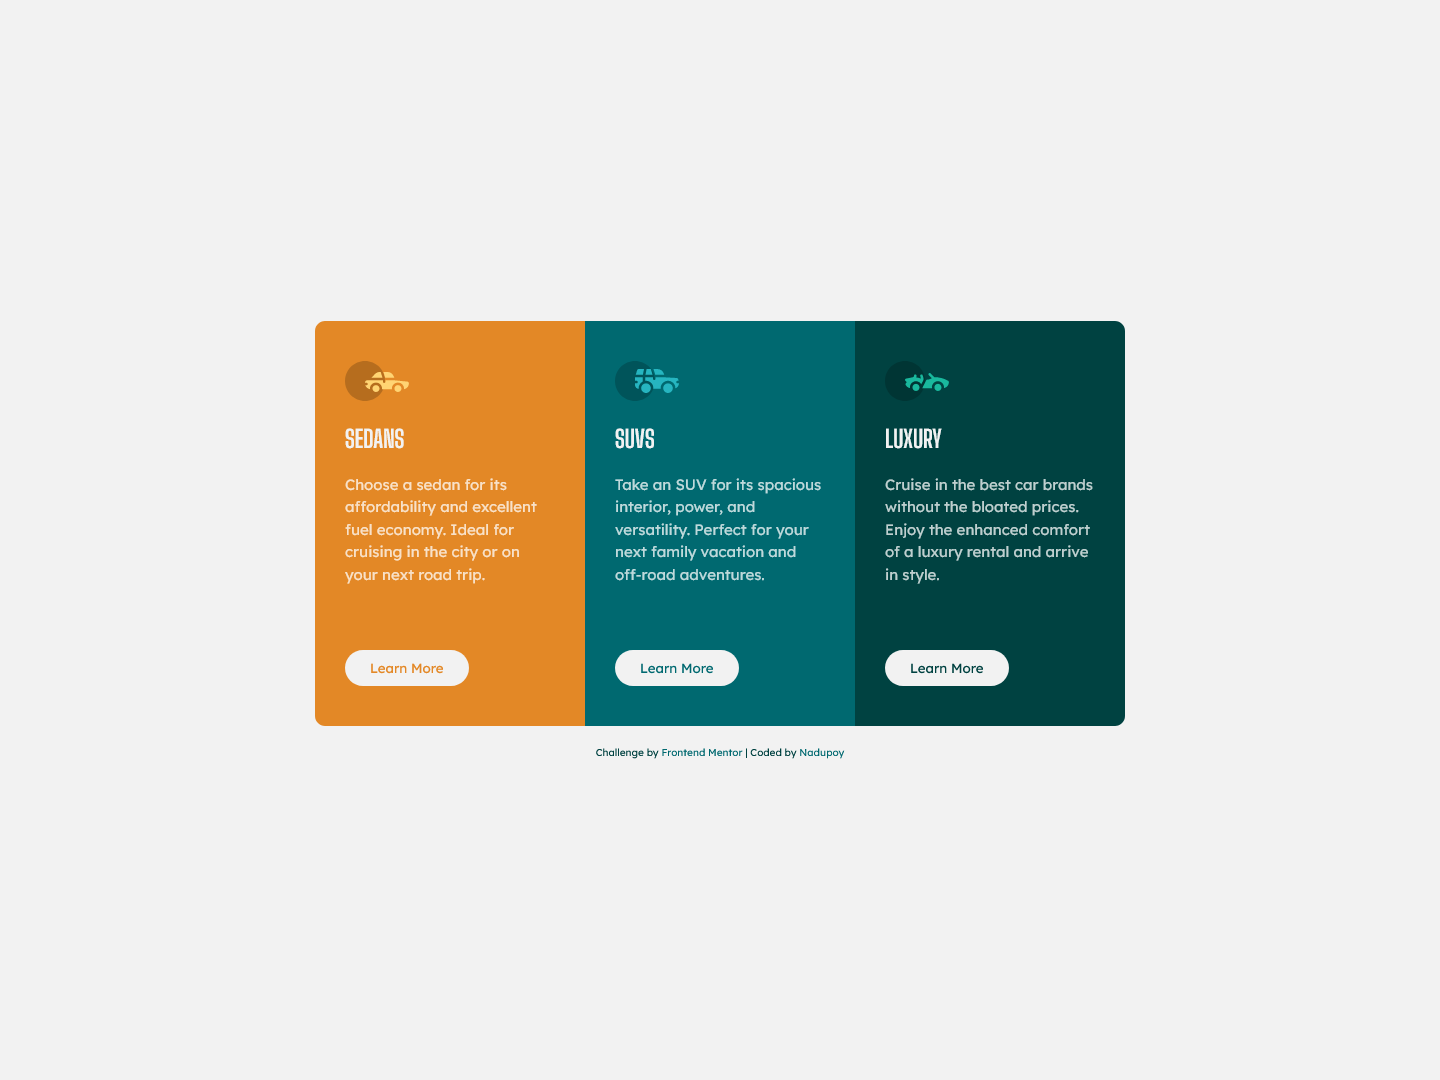 SEDANS
Choose a sedan for its
affordability and excellent
fuel economy. Ideal for
cruising in the city or on
your next road trip.
Learn More
SUVS
Take an SUV for its spacious
interior, power, and
versatility. Perfect for your
next family vacation and
off-road adventures.
Learn More
LUXURY
Cruise in the best car brands
without the bloated prices.
Enjoy the enhanced comfort
of a luxury rental and arrive
in style.
Learn More
Challenge by Frontend Mentor | Coded by Nadupoy